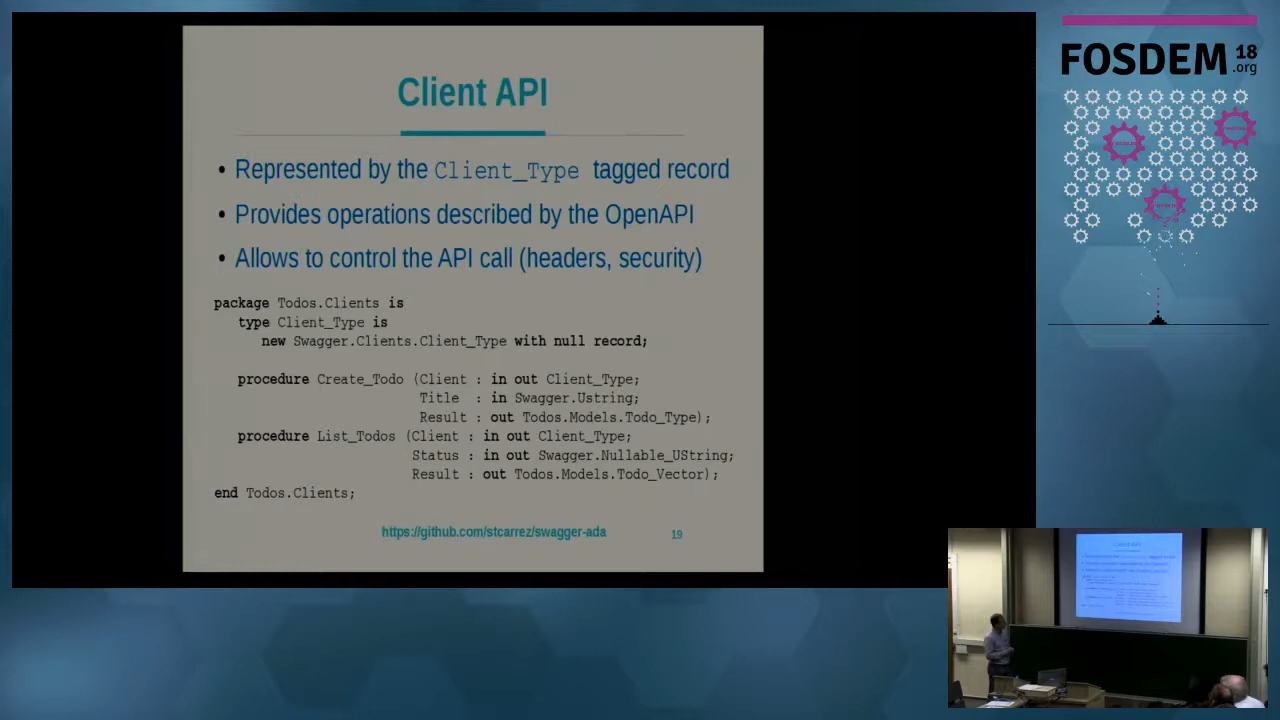 Client API
• Represented by the Client_Type tagged record
• Provides operations described by the OpenAPI
• Allows to control the API call (headers, security)
package Todos.Clients is
type Client_Type is
new Swagger.Clients.Client_Type with null record;
procedure Create_Todo (Client : in out Client_Type;
Title : in Swagger.Ustring;
Result : out Todos.Models.Todo_Type);
procedure List_Todos (Client : in out Client_Type;
Status : in out Swagger.Nullable_UString;
Result : out Todos.Models.Todo_Vector);
end Todos.Clients;
https://github.com/stcarrez/swagger-ada
19
FOSDEM 18
.org
Client API